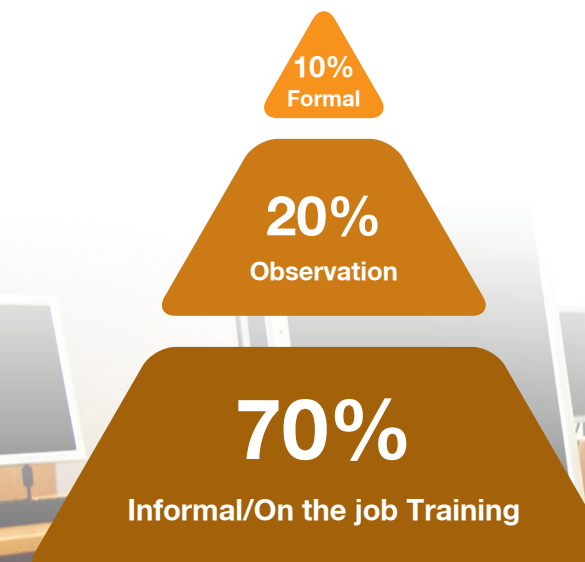 10%
Formal
20%
Observation
70%
Informal/On the job Training